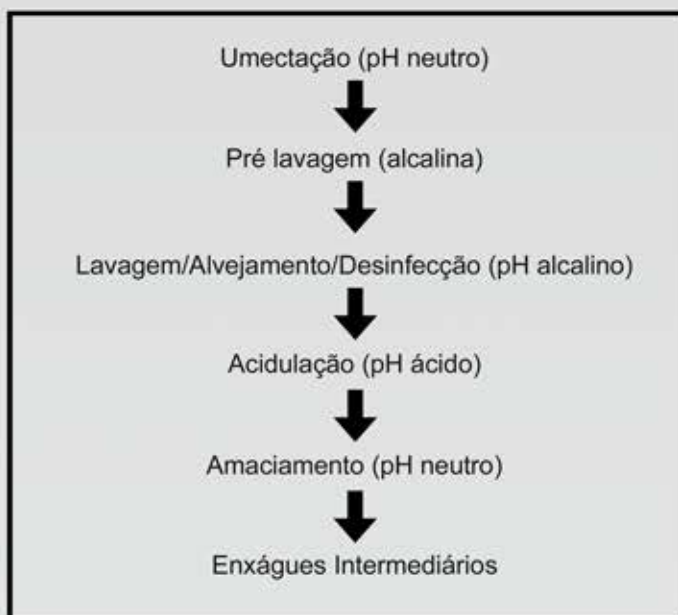 Umectação (pH neutro)
Pré lavagem (alcalina)
Lavagem/Alvejamento/Desinfecção (pH alcalino)
Acidulação (pH ácido)
Amaciamento (pH neutro)
Enxágues Intermediários